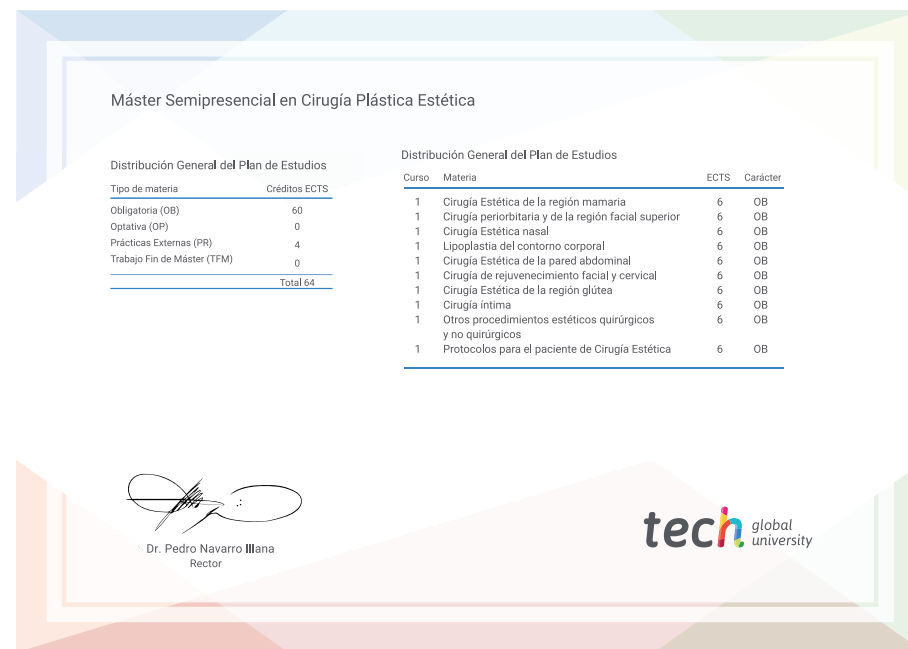 Máster Semipresencial en Cirugía Plástica Estética
Distribución General del Plan de Estudios
Tipo de materia Créditos ECTS
Obligatoria (OB) 60
Optativa (OP) 0
Prácticas Externas (PR) 4
Trabajo Fin de Máster (TFM) 0
Total 64
Distribución General del Plan de Estudios
Curso Materia ECTS Carácter
1 Cirugía Estética de la región mamaria 6 OB
1 Cirugía periorbitaria y de la región facial superior 6 OB
1 Cirugía Estética nasal 6 OB
1 Lipoplastia del contorno corporal 6 OB
1 Cirugía Estética de la pared abdominal 6 OB
1 Cirugía de rejuvenecimiento facial y cervical 6 OB
1 Cirugía Estética de la región glútea 6 OB
1 Cirugía íntima 6 OB
1 Otros procedimientos estéticos quirúrgicos 6 OB
y no quirúrgicos
1 Protocolos para el paciente de Cirugía Estética 6 OB
Dr. Pedro Navarro Illana
Rector
tech global
university